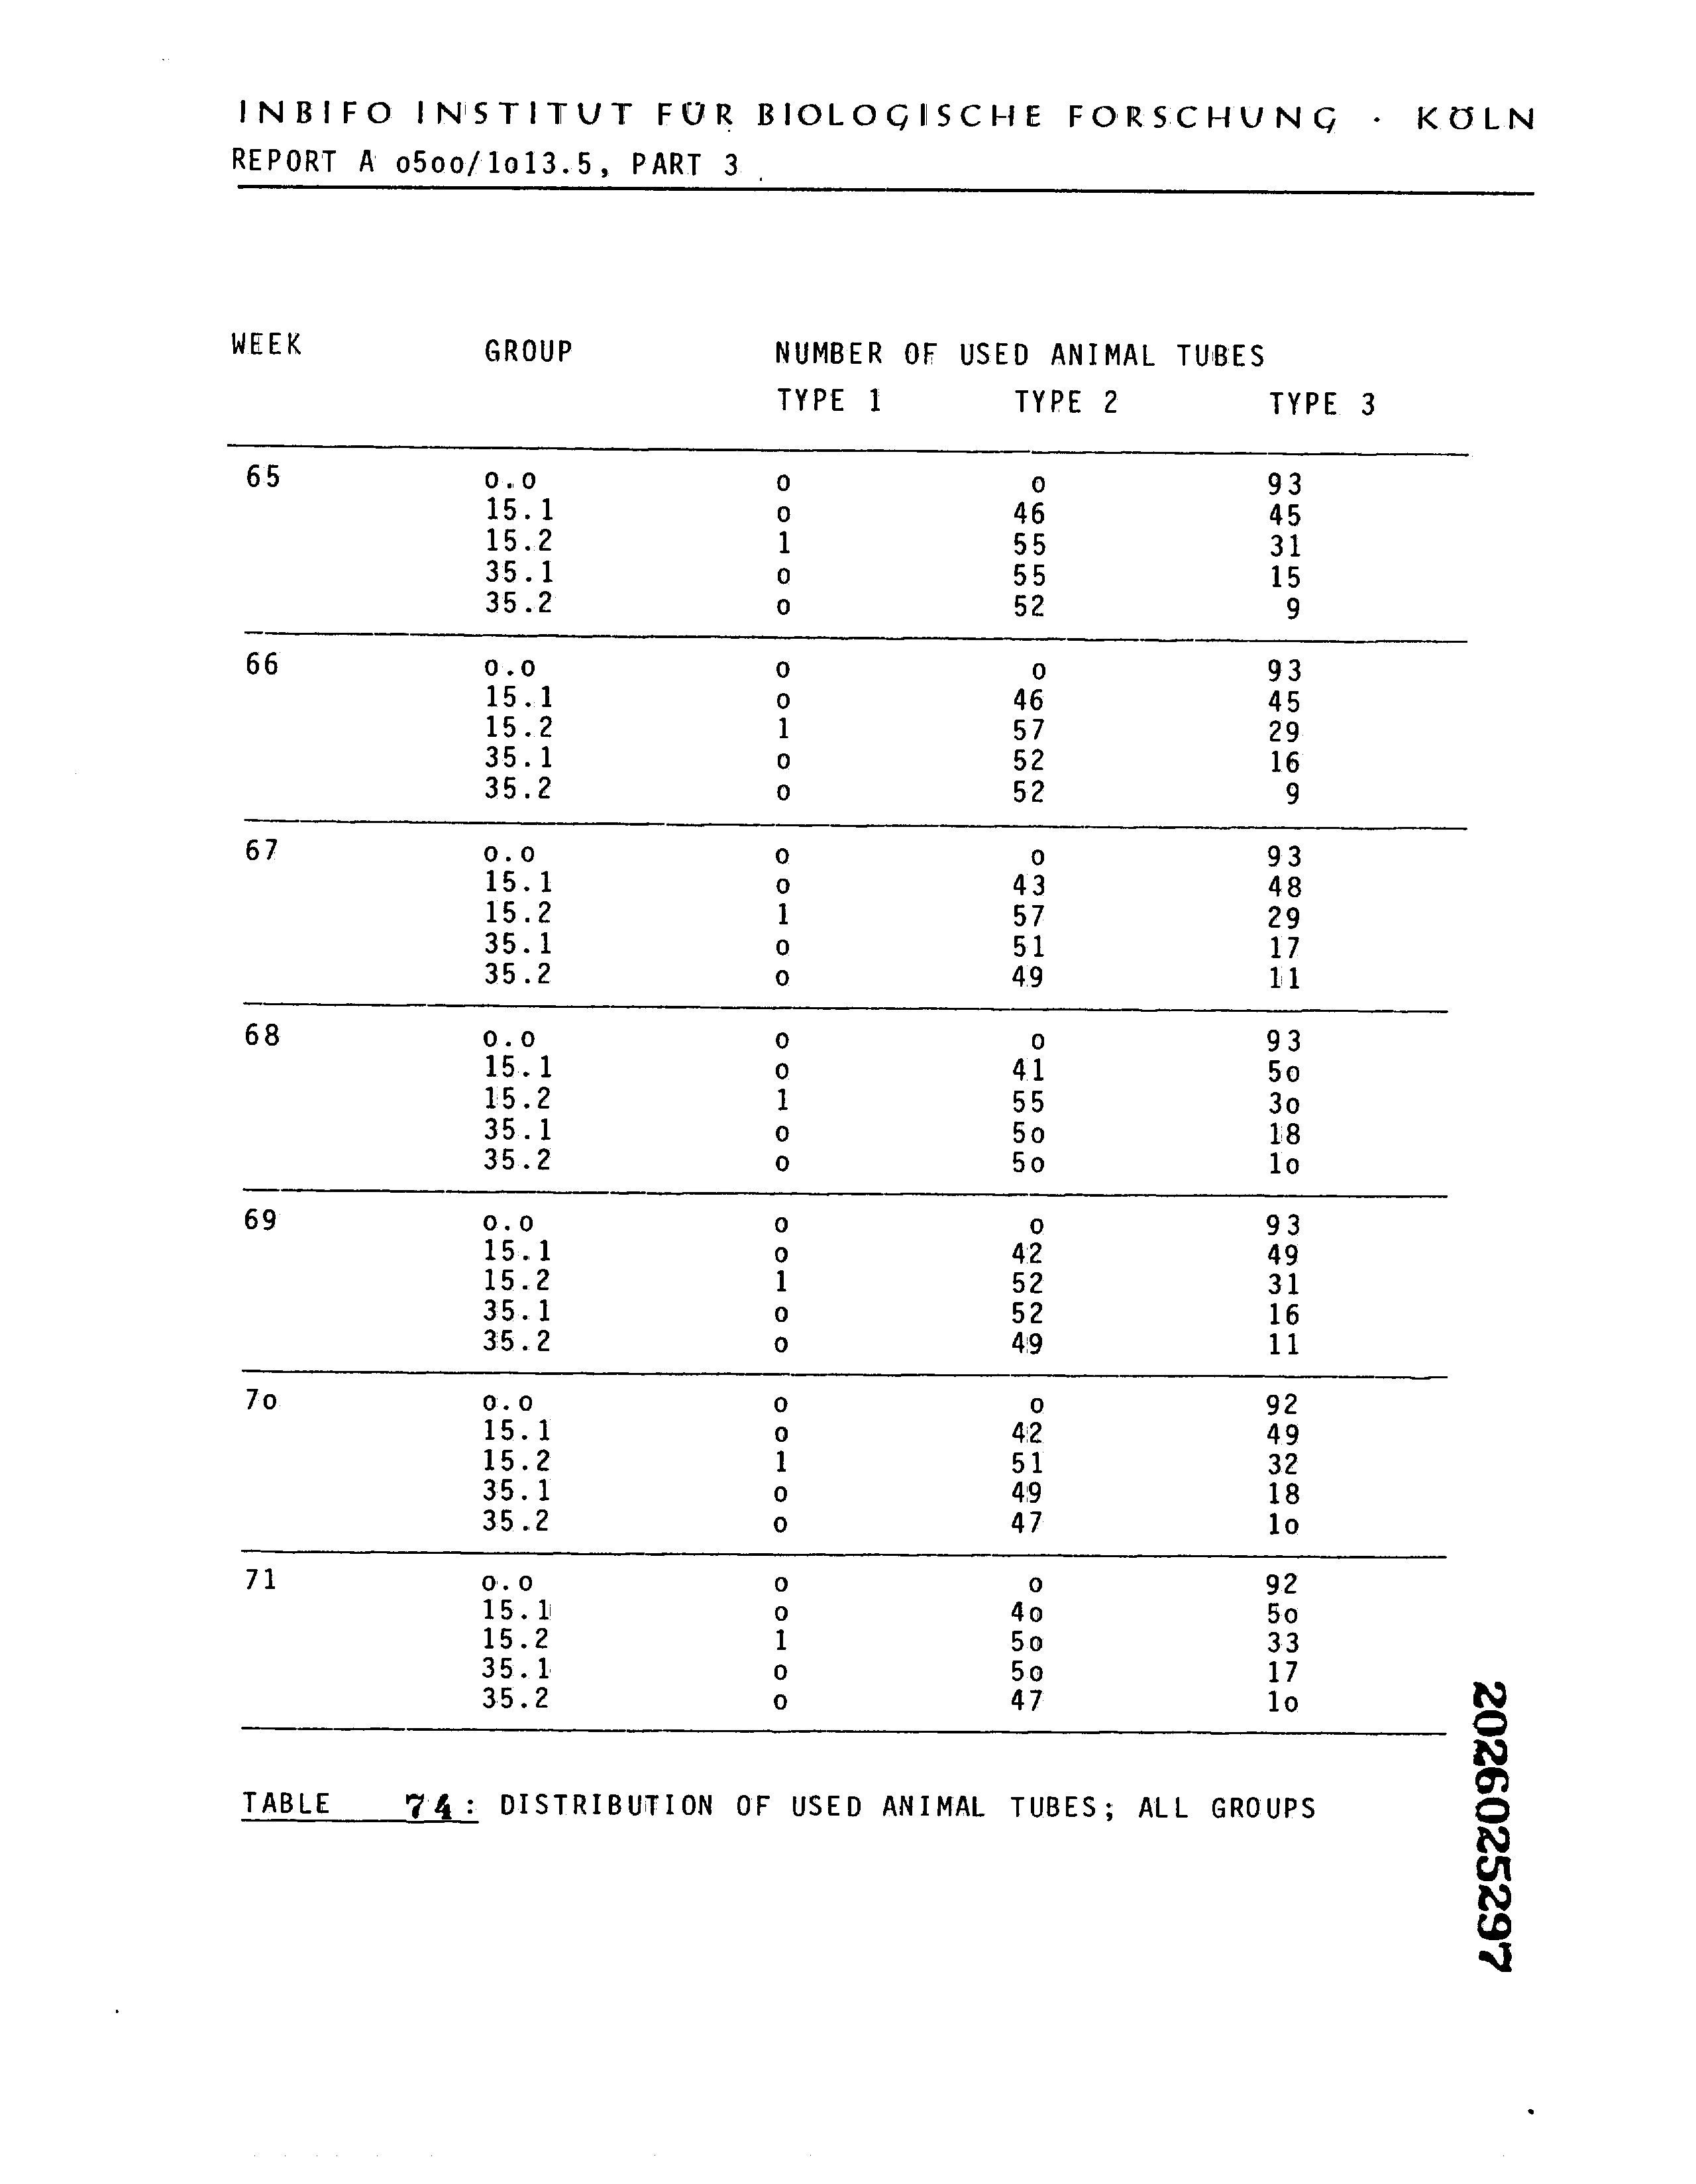 INBIFO INSTITUT FÜR BIOLOGISCHE FORSCHUNG · KÖLN
REPORT A o5oo/1o13.5, PART 3
WEEK GROUP NUMBER OF USED ANIMAL TUBES
TYPE 1 TYPE 2 TYPE 3
65 o.o o o 93
15.1 o 46 45
15.2 1 55 31
35.1 o 55 15
35.2 o 52 9
66 o.o o o 93
15.1 o 46 45
15.2 1 57 29
35.1 o 52 16
35.2 o 52 9
67 o.o o o 93
15.1 o 43 48
15.2 1 57 29
35.1 o 51 17
35.2 o 49 11
68 o.o o o 93
15.1 o 41 5o
15.2 1 55 3o
35.1 o 5o 18
35.2 o 5o 1o
69 o.o o o 93
15.1 o 42 49
15.2 1 52 31
35.1 o 52 16
35.2 o 49 11
7o o.o o o 92
15.1 o 42 49
15.2 1 51 32
35.1 o 49 18
35.2 o 47 1o
71 o.o o o 92
15.1 o 4o 5o
15.2 1 5o 33
35.1 o 5o 17
35.2 o 47 1o
TABLE 74: DISTRIBUTION OF USED ANIMAL TUBES; ALL GROUPS
2026025297